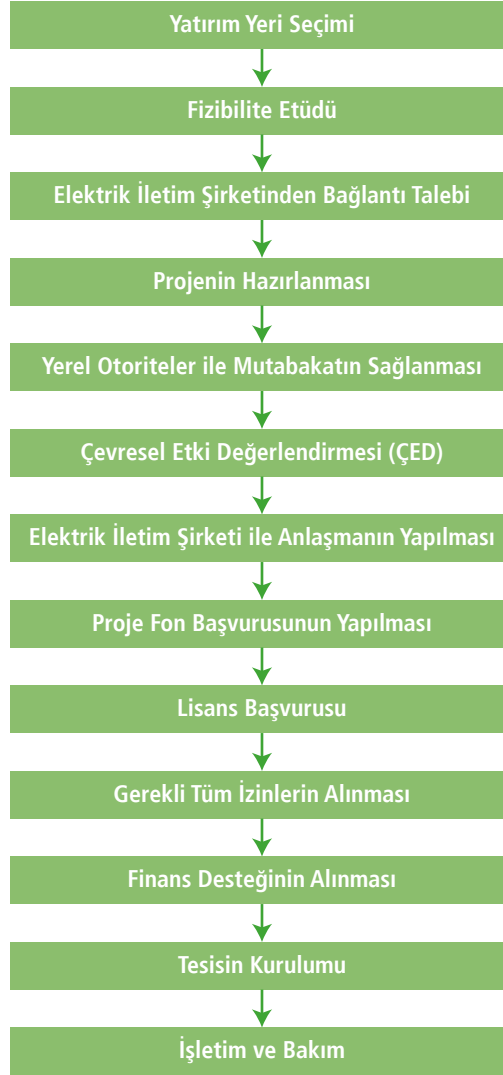 Yatırım Yeri Seçimi
Fizibilite Etüdü
Elektrik İletim Şirketinden Bağlantı Talebi
Projenin Hazırlanması
Yerel Otoriteler ile Mutabakatın Sağlanması
Çevresel Etki Değerlendirmesi (ÇED)
Elektrik İletim Şirketi ile Anlaşmanın Yapılması
Proje Fon Başvurusunun Yapılması
Lisans Başvurusu
Gerekli Tüm İzinlerin Alınması
Finans Desteğinin Alınması
Tesisin Kurulumu
İşletim ve Bakım